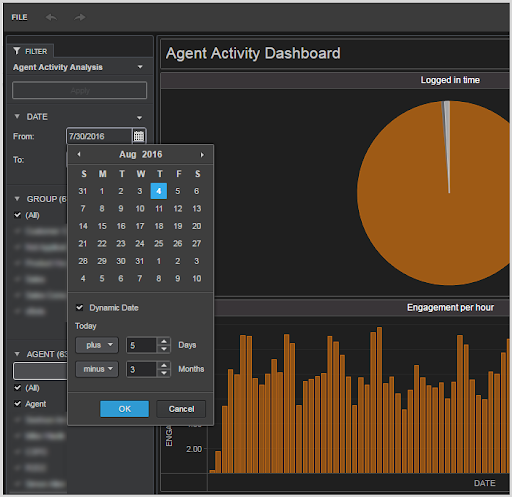 FILE
FILTER
Agent Activity Analysis
Apply
DATE
From: 7/30/2016
To:
Aug 2016
S M T W T F S
31 1 2 3 4 5 6
7 8 9 10 11 12 13
14 15 16 17 18 19 20
21 22 23 24 25 26 27
28 29 30 31 1 2 3
4 5 6 7 8 9 10
Dynamic Date
Today
plus 5 Days
minus 3 Months
OK Cancel
GROUP (6
(All)
Sales
AGENT (63
(All)
Agent
Agent Activity Dashboard
Logged in time
Engagement per hour
ENGAGE
2.00
DATE